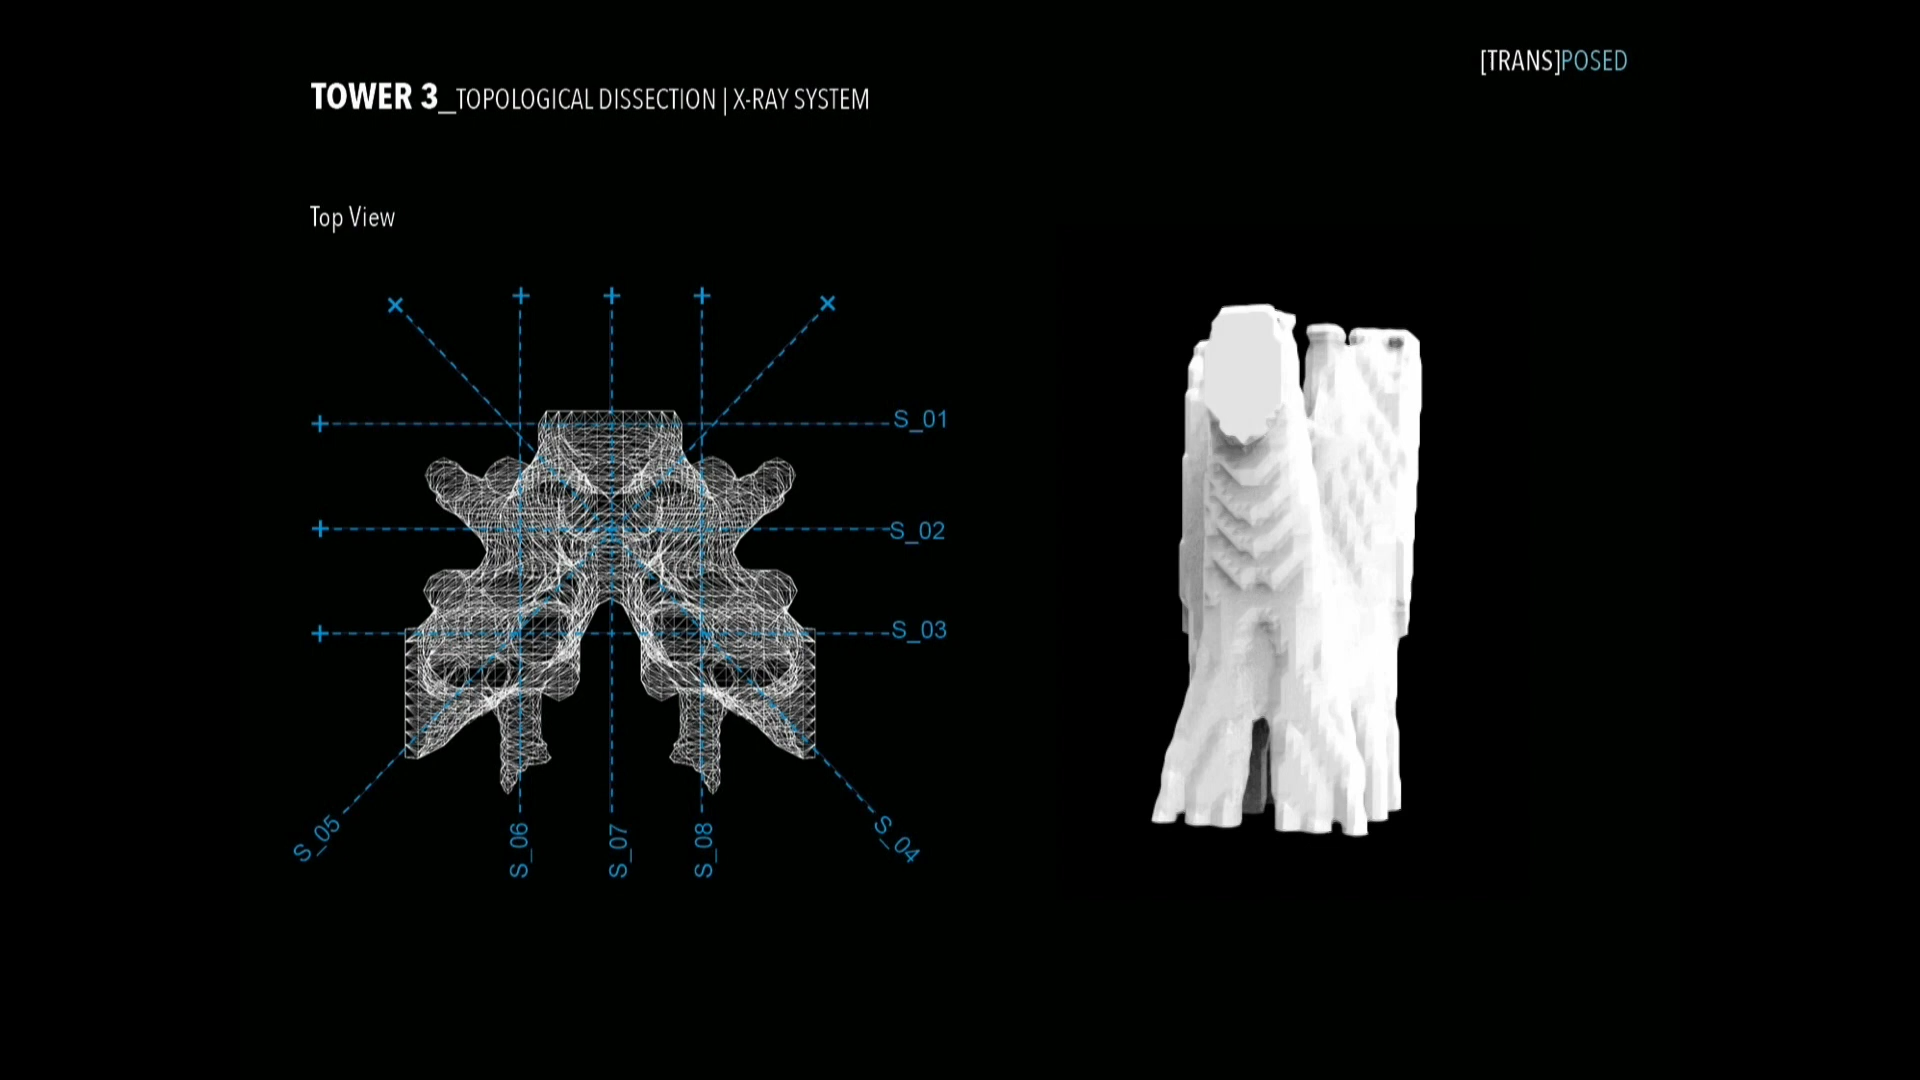 [TRANS]POSED
TOWER 3_TOPOLOGICAL DISSECTION | X-RAY SYSTEM
Top View
S_01
S_02
S_03
S_05
S_06
S_07
S_08
S_04